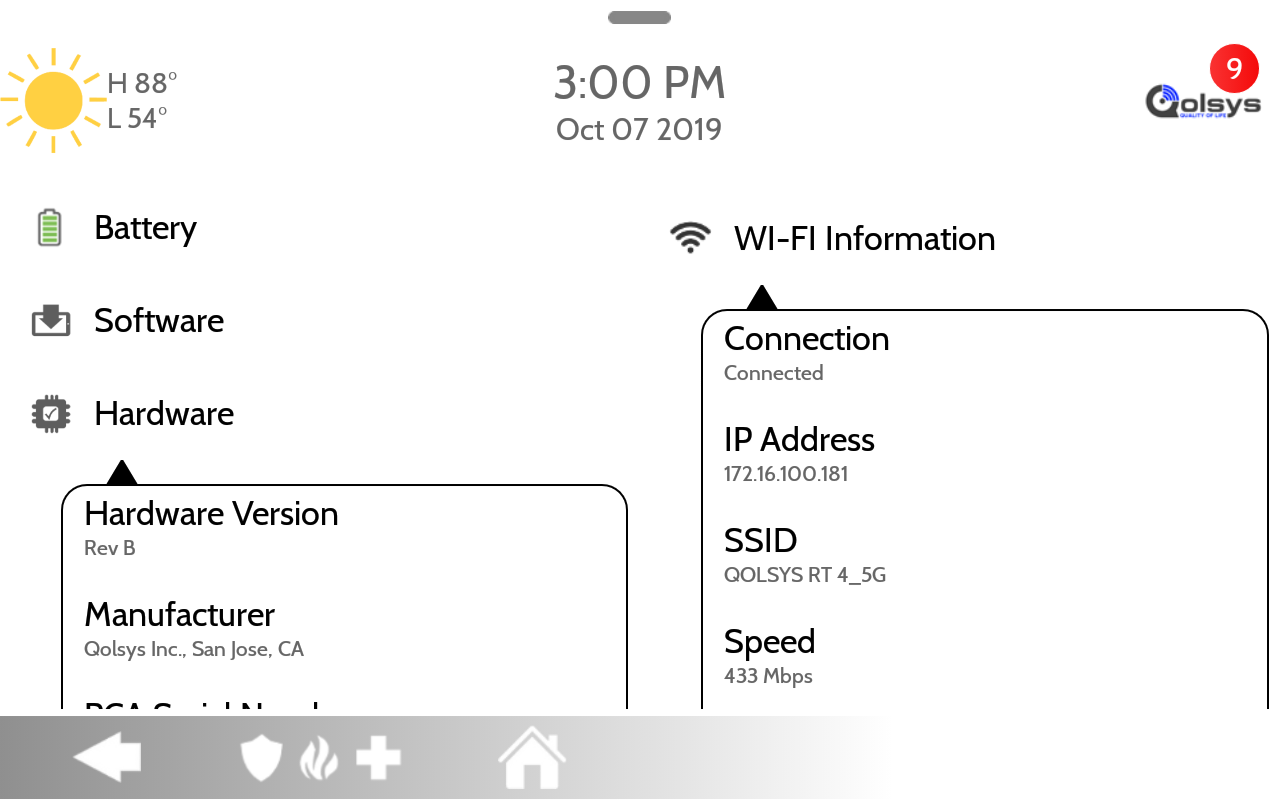 H 88°
L 54°
3:00 PM
Oct 07 2019
9
Qolsys
QUALITY OF LIFE
Battery
Software
Hardware
Hardware Version
Rev B
Manufacturer
Qolsys Inc., San Jose, CA
WI-FI Information
Connection
Connected
IP Address
172.16.100.181
SSID
QOLSYS RT 4_5G
Speed
433 Mbps